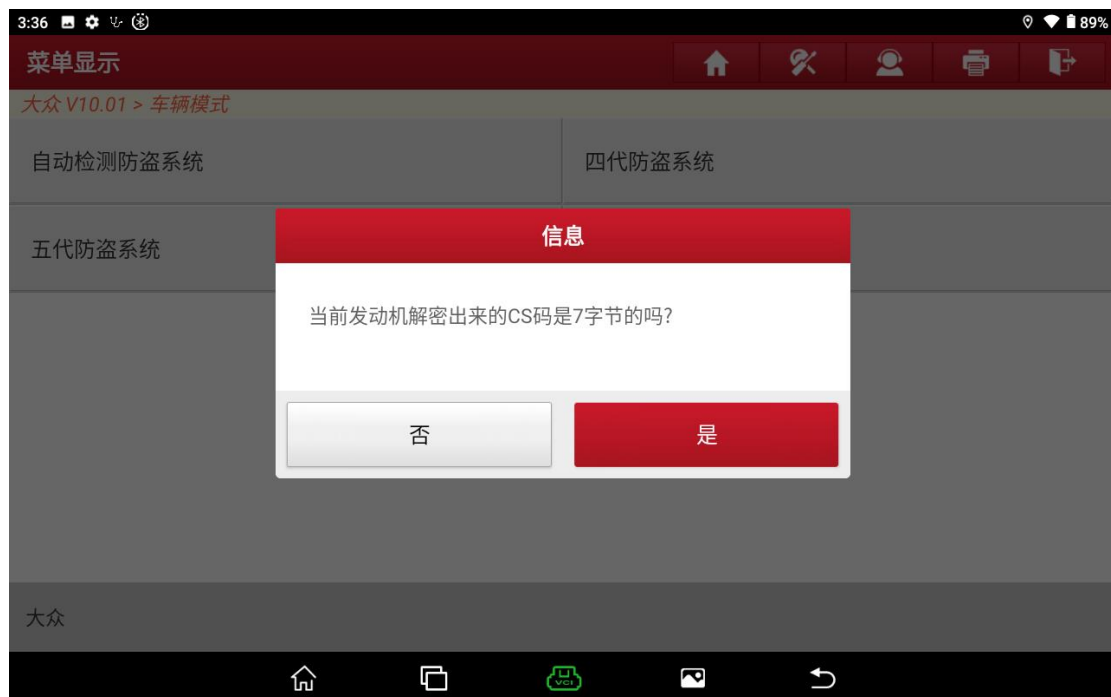 3:36
89%
菜单显示
大众 V10.01 > 车辆模式
自动检测防盗系统
四代防盗系统
五代防盗系统
信息
当前发动机解密出来的CS码是7字节的吗?
否
是
大众
VCI